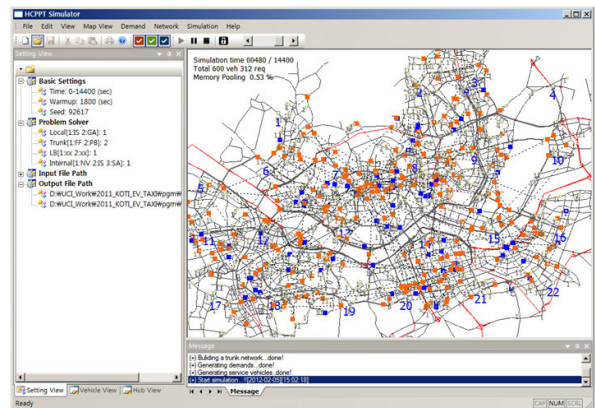 HCPPT Simulator
File Edit View Map View Demand Network Simulation Help
Setting View
Basic Settings
Time: 0-14400 (sec)
Warmup: 1800 (sec)
Seed: 92617
Problem Solver
Local[1:IS 2:GA]: 1
Trunk[1:FF 2:PB]: 2
LB[1:xx 2:xx]: 1
Internal[1:NV 2:IS 3:SA]: 1
Input File Path
Output File Path
D:₩UCI_Work₩2011_KOTI_EV_TAXI₩pgm₩
D:₩UCI_Work₩2011_KOTI_EV_TAXI₩pgm₩
Simulation time 00480 / 14400
Total 600 veh 312 req
Memory Pooling 0.53 %
1
2
3
4
5
6
7
8
9
10
11
12
13
15
16
17
18
19
20
21
22
Message
[+] Building a trunk network...done!
[+] Generating demands...done!
[+] Generating service vehicles..done!
[+] Start simulation...![2012-02-05][15:02:18]
Message
Setting View Vehicle View Hub View
Ready
CAP NUM SCRL